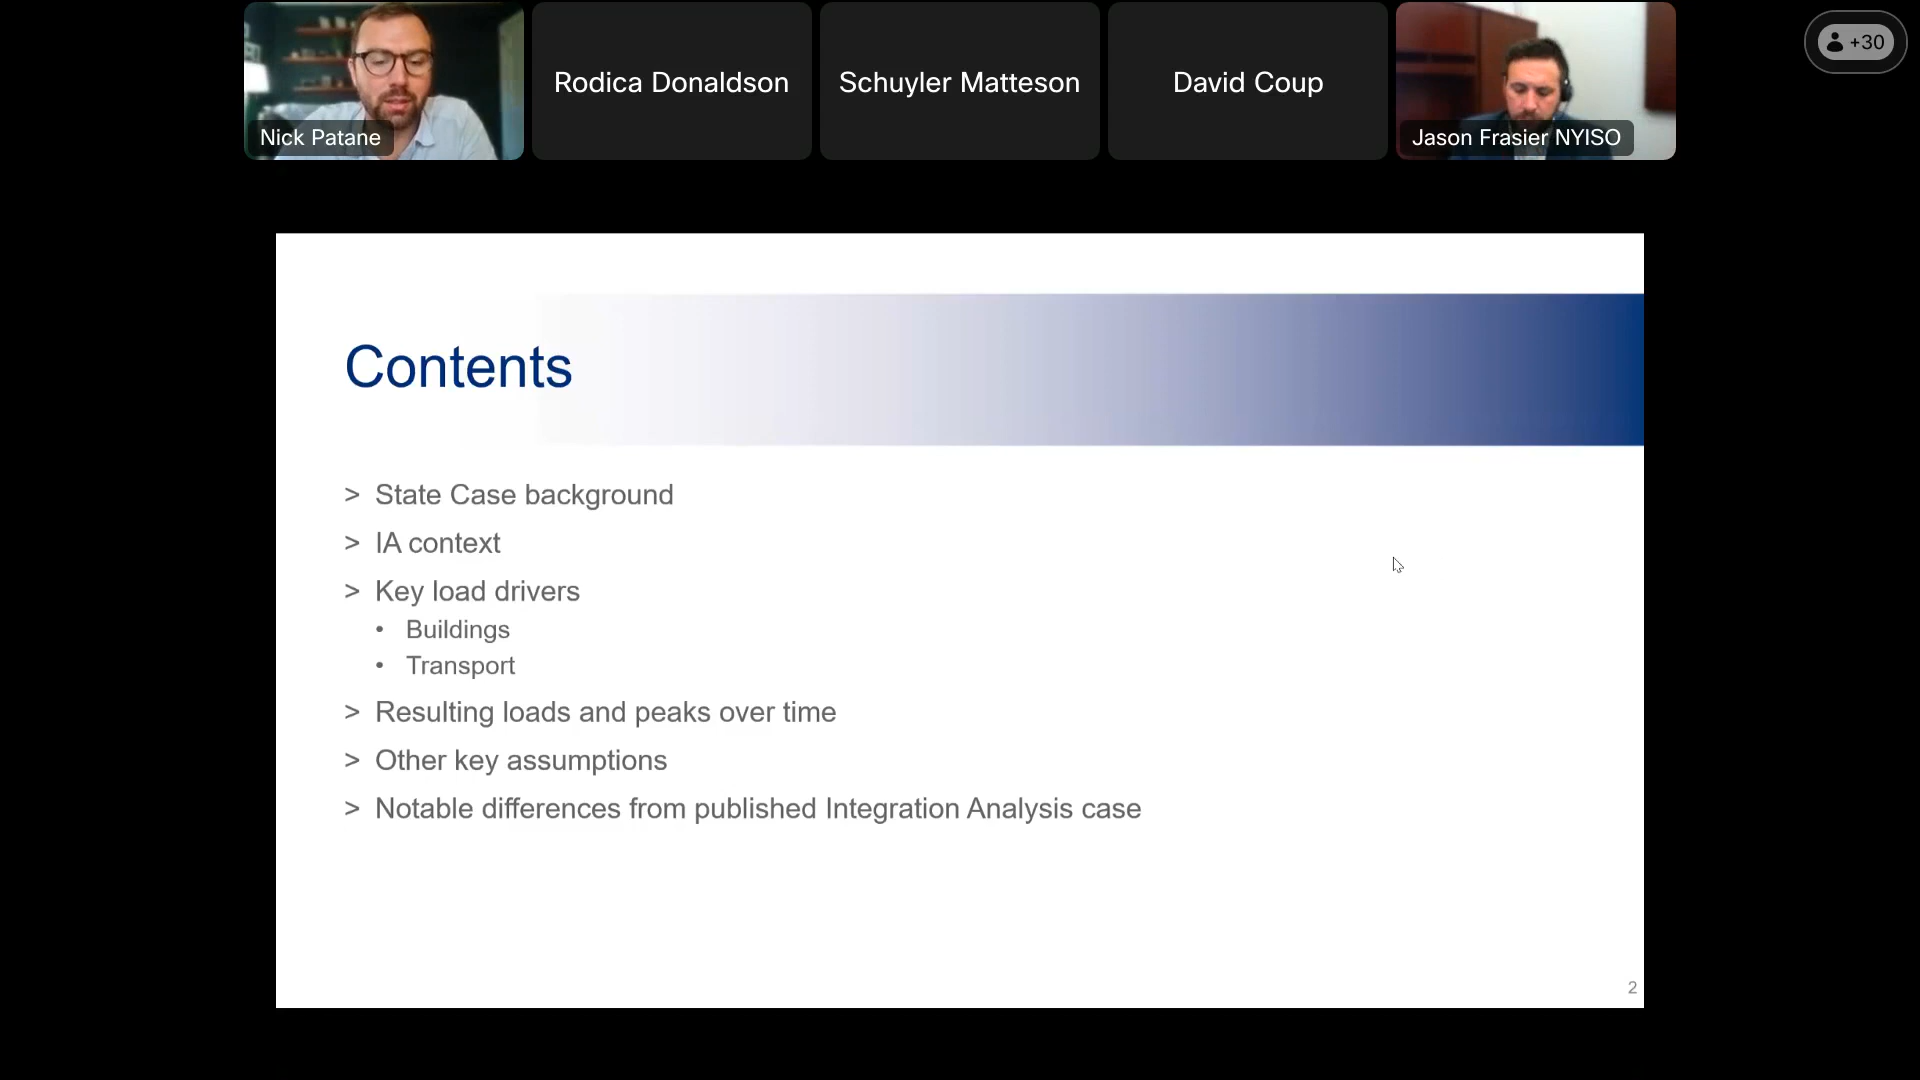 Nick Patane
Rodica Donaldson
Schuyler Matteson
David Coup
Jason Frasier NYISO
+30
Contents
> State Case background
> IA context
> Key load drivers
• Buildings
• Transport
> Resulting loads and peaks over time
> Other key assumptions
> Notable differences from published Integration Analysis case
2